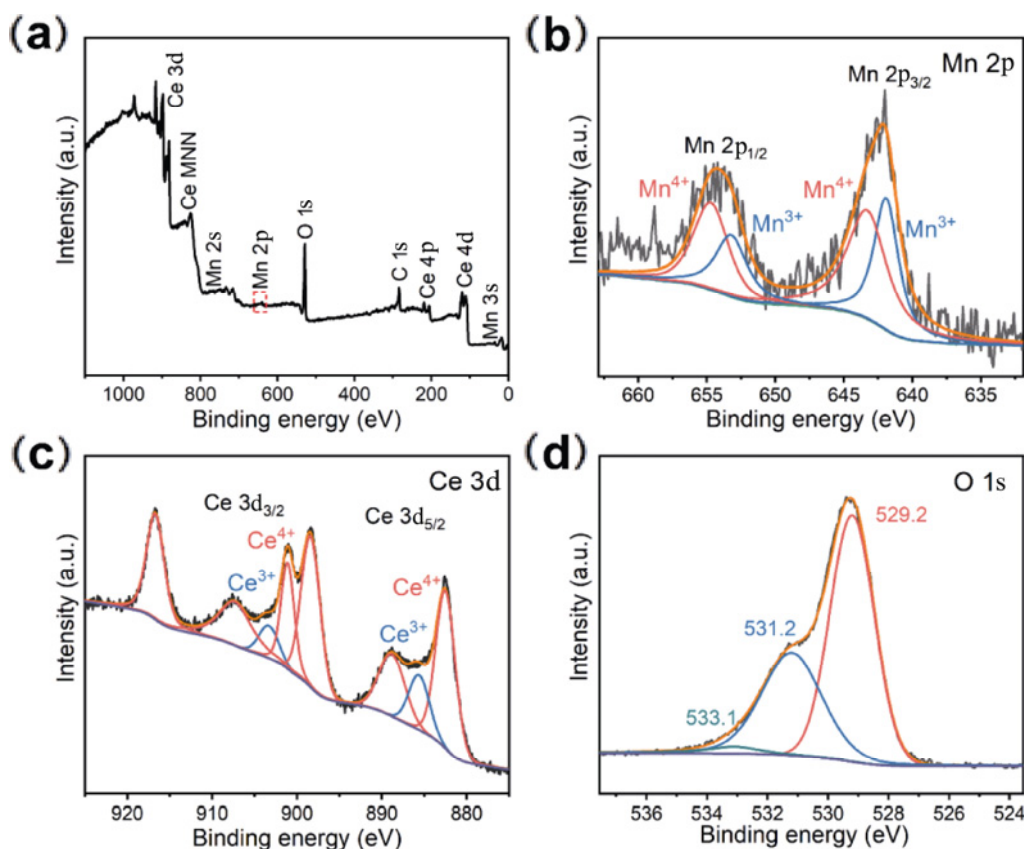 (a)
Ce 3d
Ce MNN
Mn 2s
Mn 2p
O 1s
C 1s
Ce 4p
Ce 4d
Mn 3s
Intensity (a.u.)
1000 800 600 400 200 0
Binding energy (eV)
(b)
Mn 2p
Mn 2p3/2
Mn 2p1/2
Mn4+
Mn3+
Mn4+
Mn3+
Intensity (a.u.)
660 655 650 645 640 635
Binding energy (eV)
(c)
Ce 3d
Ce 3d3/2
Ce 3d5/2
Ce4+
Ce3+
Ce4+
Ce3+
Intensity (a.u.)
920 910 900 890 880
Binding energy (eV)
(d)
O 1s
529.2
531.2
533.1
Intensity (a.u.)
536 534 532 530 528 526 524
Binding energy (eV)